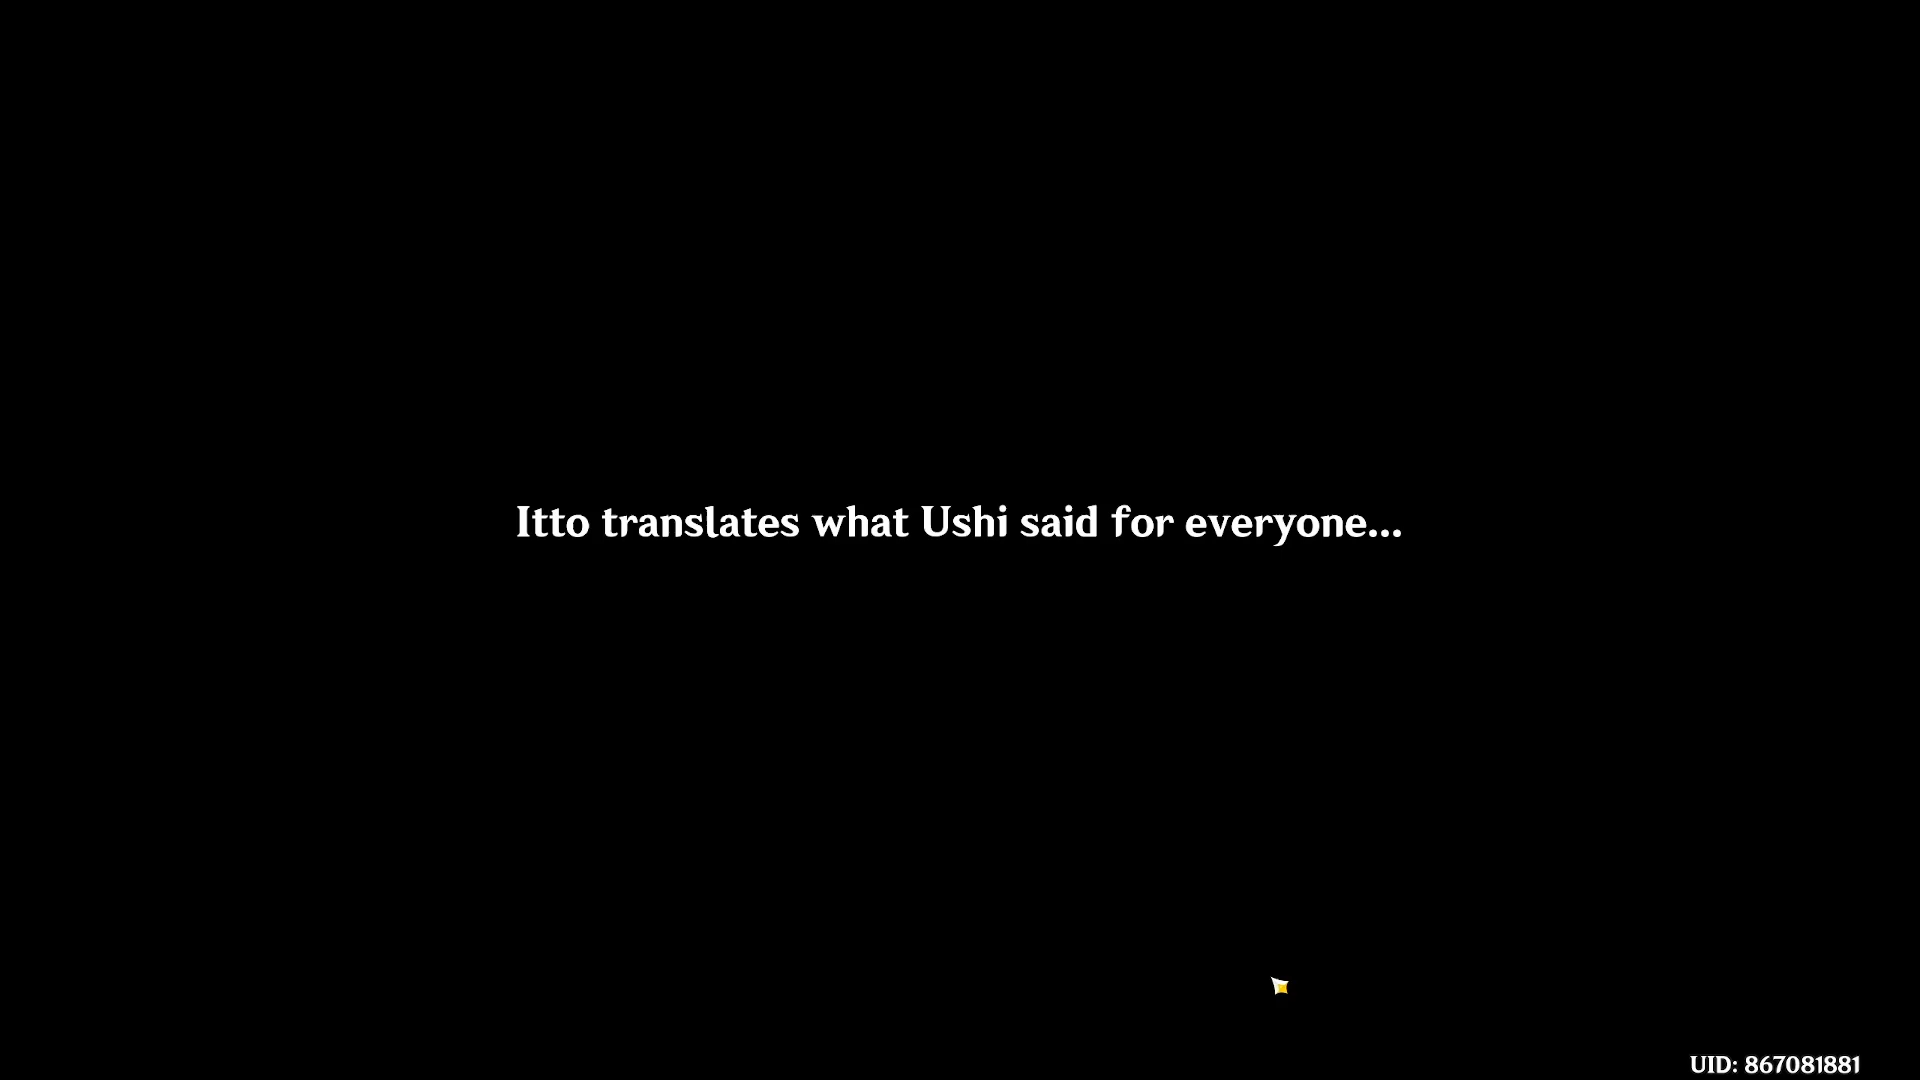 Itto translates what Ushi said for everyone...
UID: 867081881